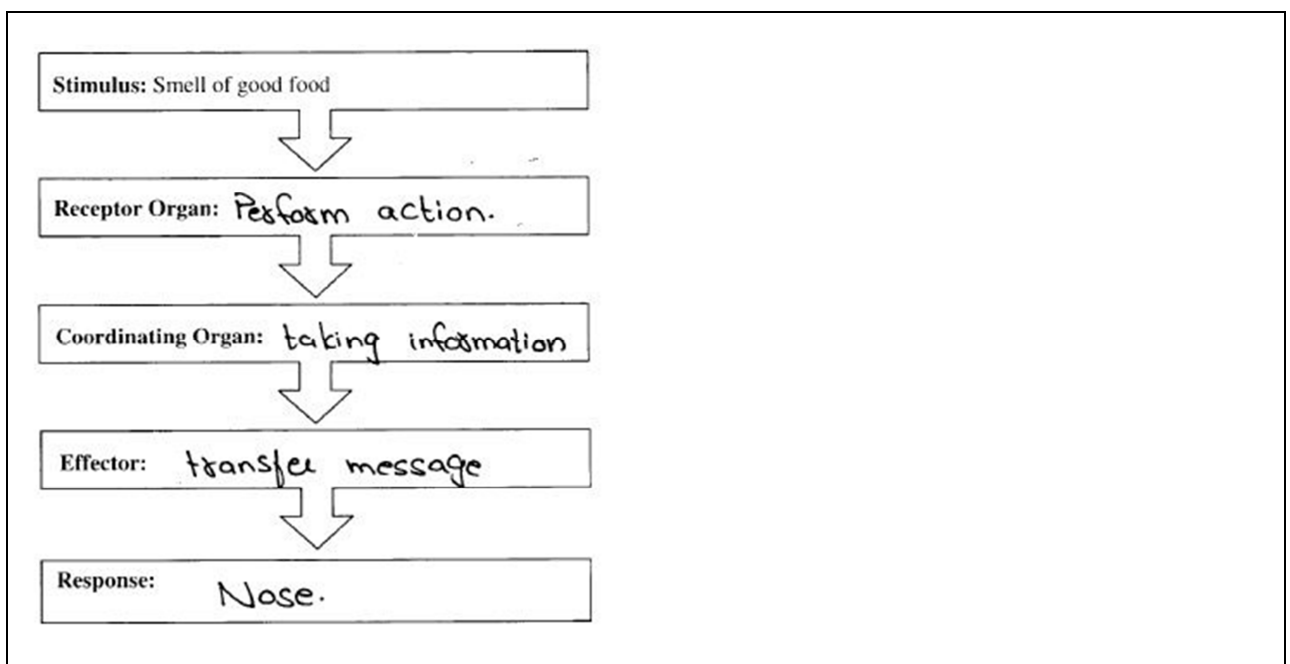 Stimulus: Smell of good food
Receptor Organ: Perform action.
Coordinating Organ: taking information
Effector: transfer message
Response: Nose.